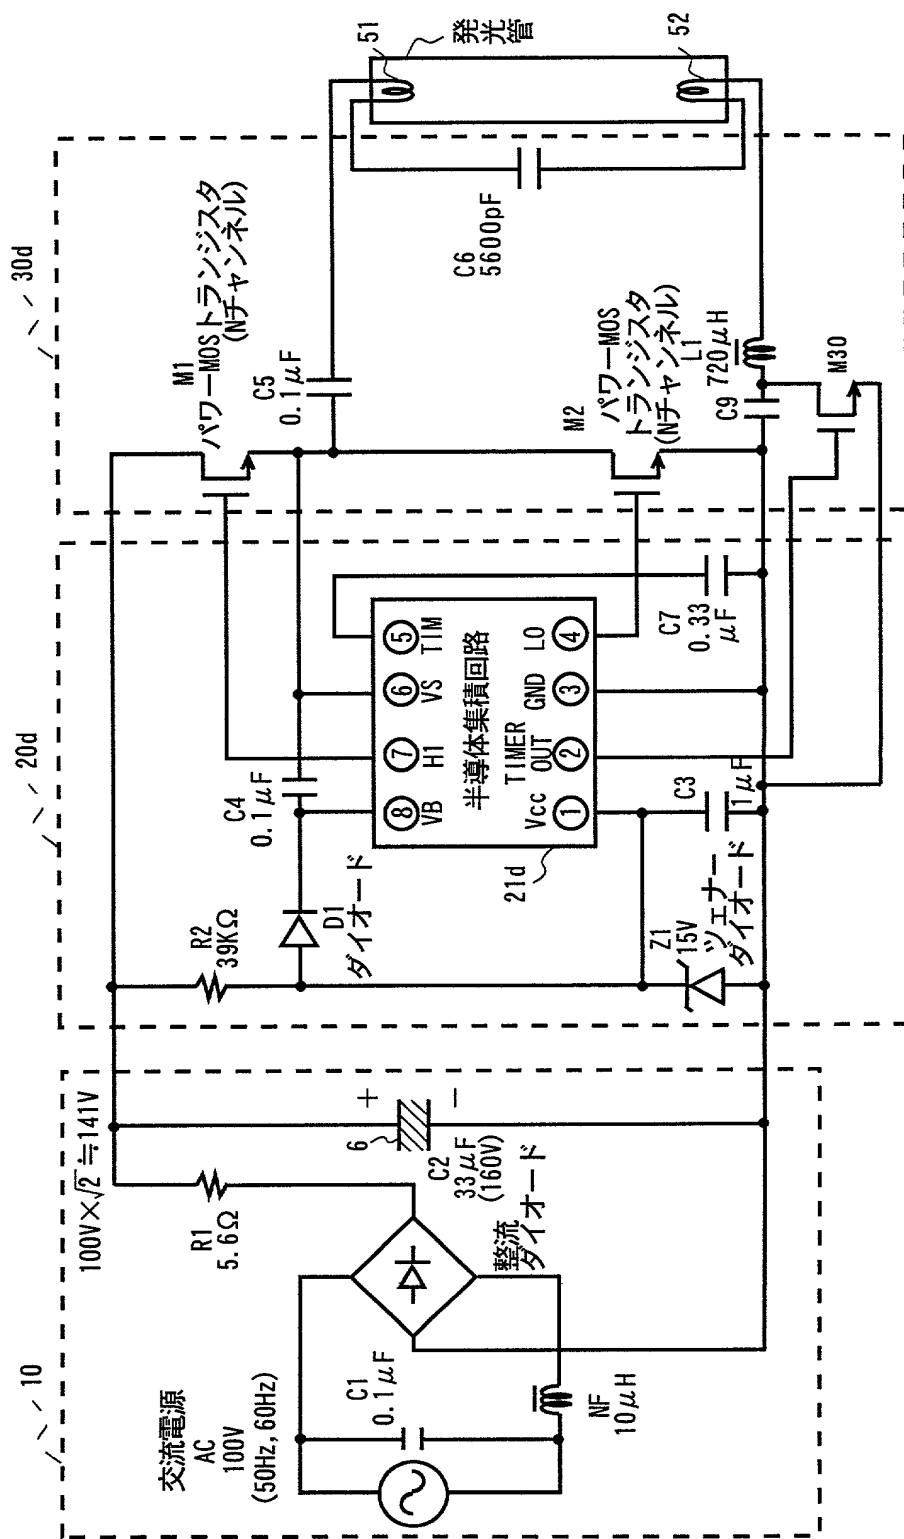 10
交流電源
AC
100V
(50Hz, 60Hz)
C1
0.1μF
NF
10μH
整流
ダイオード
R1
5.6Ω
100V×√2≒141V
6
+
−
C2
33μF
(160V)
20d
R2
39KΩ
D1
ダイオード
Z1
15V
ツェナー
ダイオード
C4
0.1μF
C3
1μF
21d
半導体集積回路
8
VB
7
H1
6
VS
5
TIM
1
Vcc
2
TIMER
OUT
3
GND
4
LO
C7
0.33
μF
30d
M1
パワーMOSトランジスタ
(Nチャンネル)
C5
0.1μF
M2
パワーMOS
トランジスタ
(Nチャンネル)
C6
5600pF
L1
720μH
C9
M30
51
52
発光管